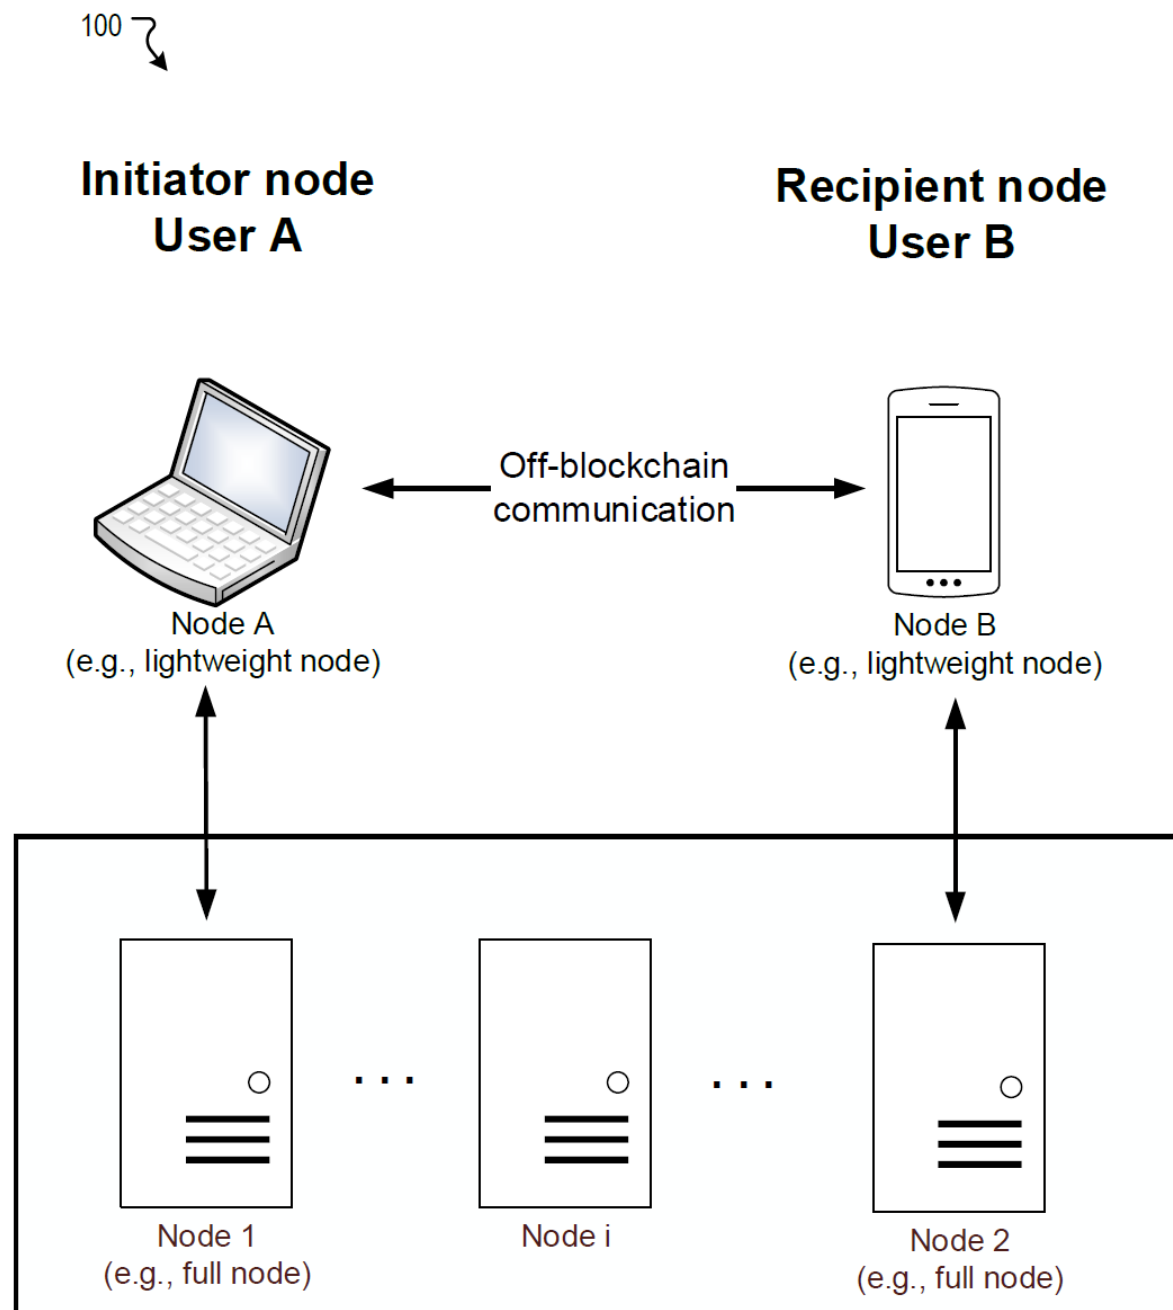 100
Initiator node
User A
Recipient node
User B
Off-blockchain
communication
Node A
(e.g., lightweight node)
Node B
(e.g., lightweight node)
. . .
. . .
Node 1
(e.g., full node)
Node i
Node 2
(e.g., full node)